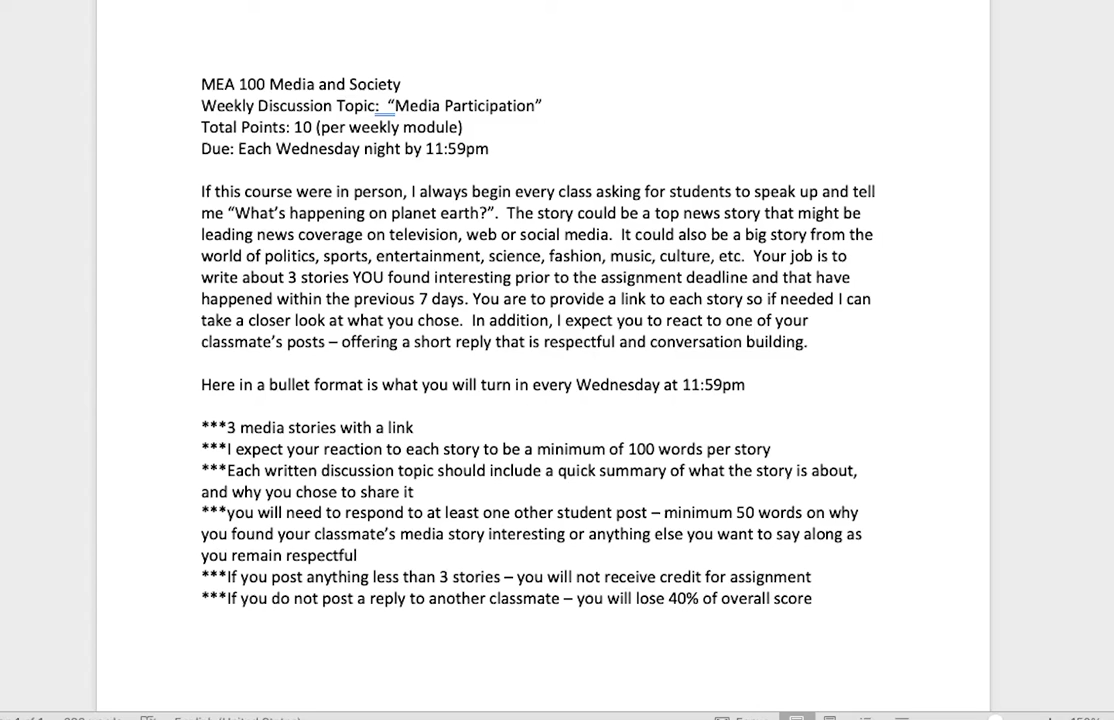 MEA 100 Media and Society
Weekly Discussion Topic:  “Media Participation”
Total Points: 10 (per weekly module)
Due: Each Wednesday night by 11:59pm
If this course were in person, I always begin every class asking for students to speak up and tell
me “What’s happening on planet earth?”.  The story could be a top news story that might be
leading news coverage on television, web or social media.  It could also be a big story from the
world of politics, sports, entertainment, science, fashion, music, culture, etc.  Your job is to
write about 3 stories YOU found interesting prior to the assignment deadline and that have
happened within the previous 7 days. You are to provide a link to each story so if needed I can
take a closer look at what you chose.  In addition, I expect you to react to one of your
classmate’s posts – offering a short reply that is respectful and conversation building.
Here in a bullet format is what you will turn in every Wednesday at 11:59pm
***3 media stories with a link
***I expect your reaction to each story to be a minimum of 100 words per story
***Each written discussion topic should include a quick summary of what the story is about,
and why you chose to share it
***you will need to respond to at least one other student post – minimum 50 words on why
you found your classmate’s media story interesting or anything else you want to say along as
you remain respectful
***If you post anything less than 3 stories – you will not receive credit for assignment
***If you do not post a reply to another classmate – you will lose 40% of overall score